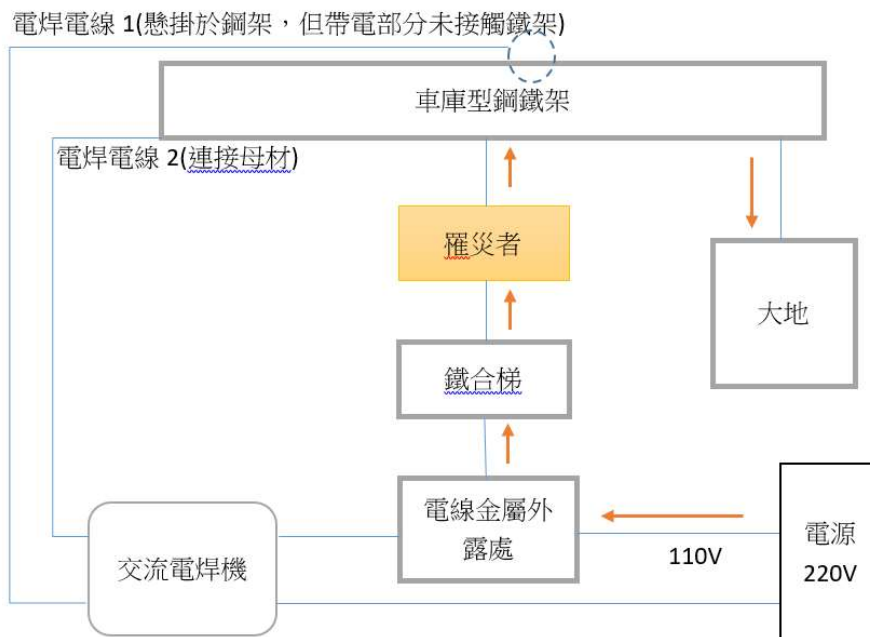 電焊電線 1(懸掛於鋼架，但帶電部分未接觸鐵架)
車庫型鋼鐵架
電焊電線 2(連接母材)
罹災者
大地
鐵合梯
電線金屬外
露處
110V
電源
220V
交流電焊機